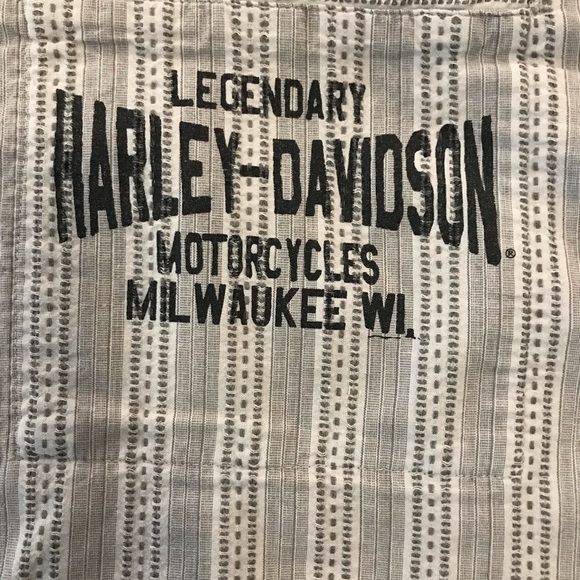 LEGENDARY
HARLEY-DAVIDSON®
MOTORCYCLES
MILWAUKEE WI.